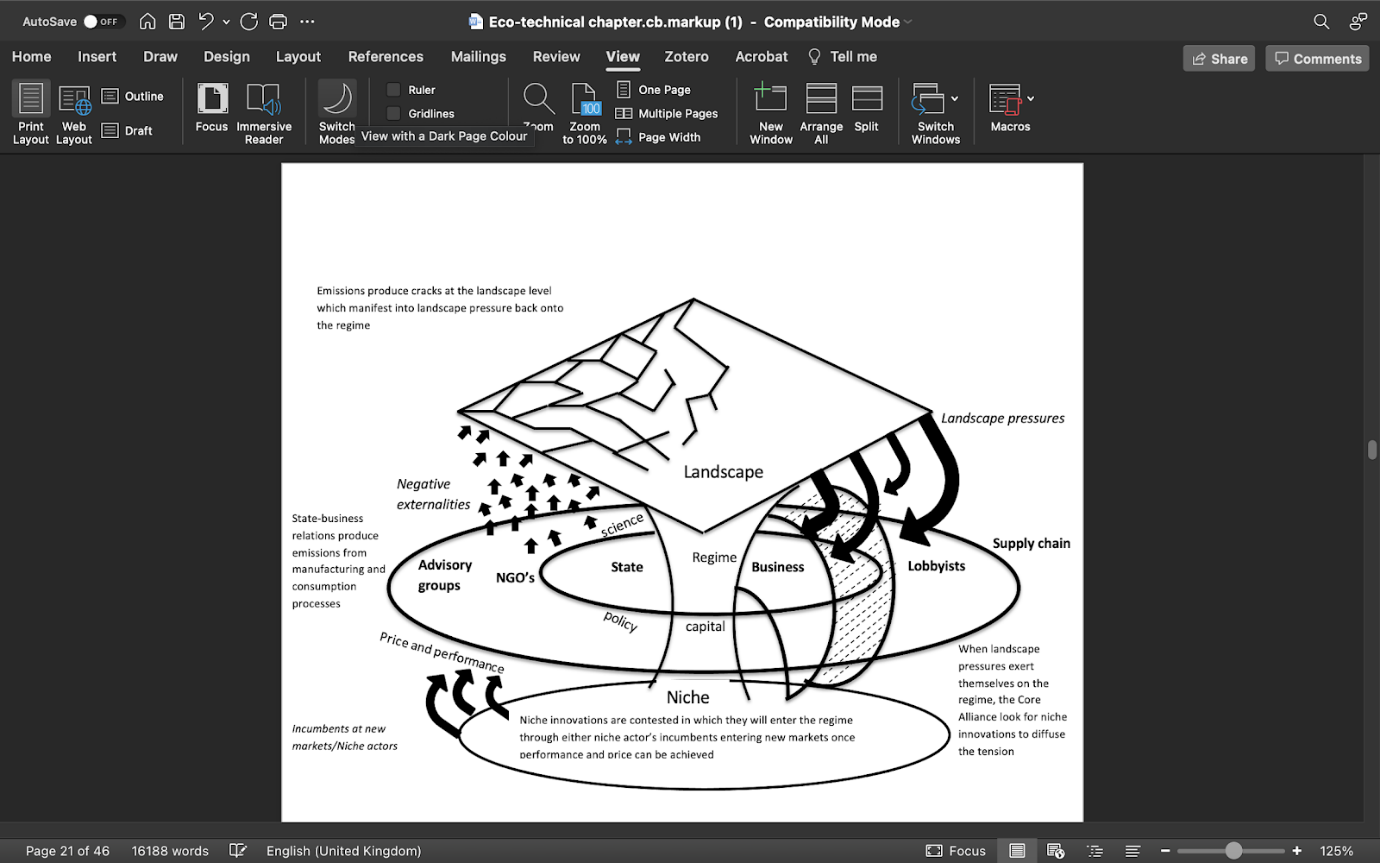 AutoSave OFF
Eco-technical chapter.cb.markup (1) - Compatibility Mode
Home Insert Draw Design Layout References Mailings Review View Zotero Acrobat Tell me
Share Comments
Print Layout
Web Layout
Outline
Draft
Focus
Immersive Reader
Switch Modes
Ruler
Gridlines
View with a Dark Page Colour
Zoom
100
Zoom to 100%
One Page
Multiple Pages
Page Width
New Window
Arrange All
Split
Switch Windows
Macros
Emissions produce cracks at the landscape level
which manifest into landscape pressure back onto
the regime
Landscape pressures
Landscape
Negative
externalities
State-business
relations produce
emissions from
manufacturing and
consumption
processes
science
Advisory
groups
NGO's
State
Regime
Business
Lobbyists
Supply chain
policy
capital
Price and performance
When landscape
pressures exert
themselves on the
regime, the Core
Alliance look for niche
innovations to diffuse
the tension
Niche
Niche innovations are contested in which they will enter the regime
through either niche actor's incumbents entering new markets once
performance and price can be achieved
Incumbents at new
markets/Niche actors
Page 21 of 46 16188 words English (United Kingdom)
Focus 125%